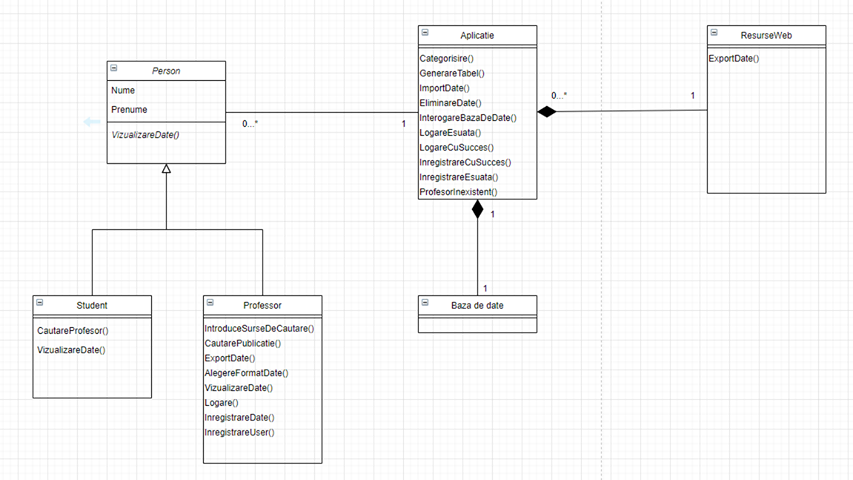 Person
Nume
Prenume
VizualizareDate()
0...*
1
Aplicatie
Categorisire()
GenerareTabel()
ImportDate()
EliminareDate()
InterogareBazaDeDate()
LogareEsuata()
LogareCuSucces()
InregistrareCuSucces()
InregistrareEsuata()
ProfesorInexistent()
0...*
1
ResurseWeb
ExportDate()
1
1
Baza de date
Student
CautareProfesor()
VizualizareDate()
Professor
IntroduceSurseDeCautare()
CautarePublicatie()
ExportDate()
AlegereFormatDate()
VizualizareDate()
Logare()
InregistrareDate()
InregistrareUser()